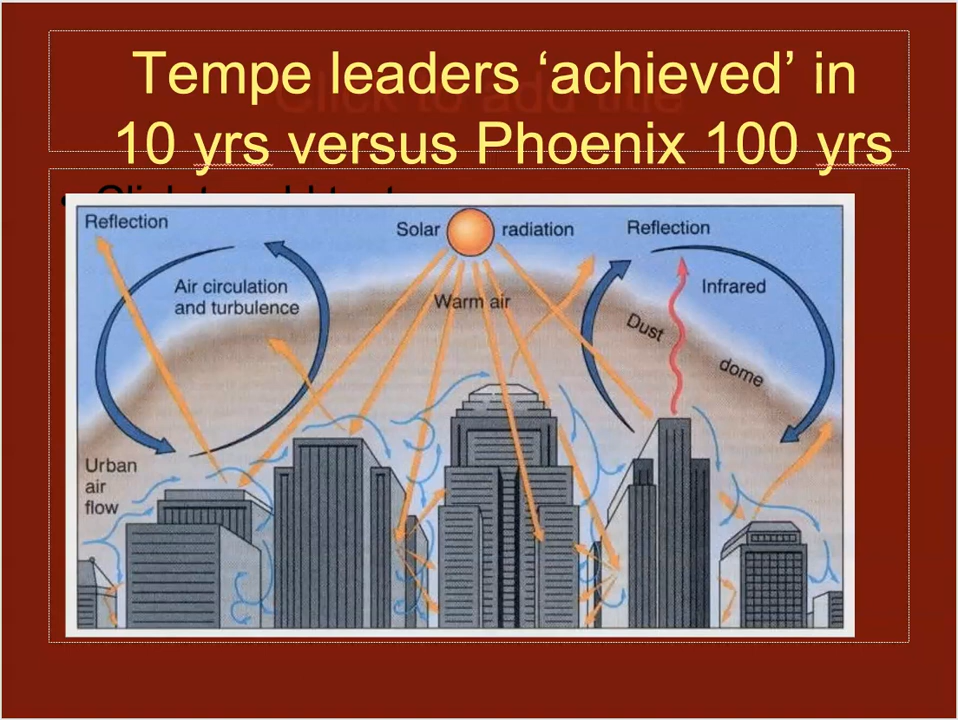 Tempe leaders ‘achieved’ in
10 yrs versus Phoenix 100 yrs
Click to add title
Reflection
Solar radiation
Reflection
Air circulation
and turbulence
Warm air
Infrared
Dust
dome
Urban
air
flow